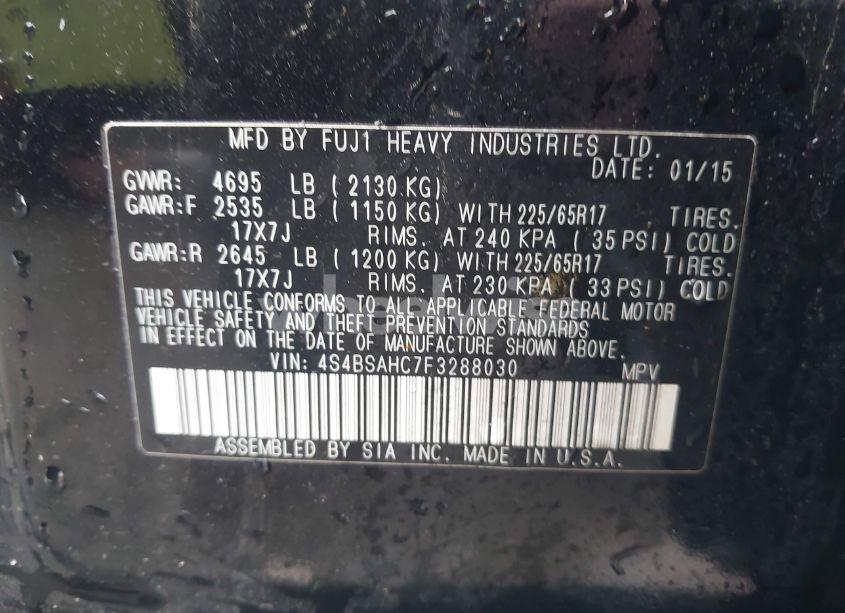 MFD BY FUJI HEAVY INDUSTRIES LTD.
DATE: 01/15
GVWR: 4695 LB ( 2130 KG)
GAWR:F 2535 LB ( 1150 KG) WITH 225/65R17 TIRES.
17X7J RIMS. AT 240 KPA ( 35 PSI) COLD
GAWR:R 2645 LB ( 1200 KG) WITH 225/65R17 TIRES.
17X7J RIMS. AT 230 KPA ( 33 PSI) COLD
THIS VEHICLE CONFORMS TO ALL APPLICABLE FEDERAL MOTOR
VEHICLE SAFETY AND THEFT PREVENTION STANDARDS
IN EFFECT ON THE DATE OF MANUFACTURE SHOWN ABOVE.
VIN: 4S4BSAHC7F3288030 MPV
ASSEMBLED BY SIA INC. MADE IN U.S.A.